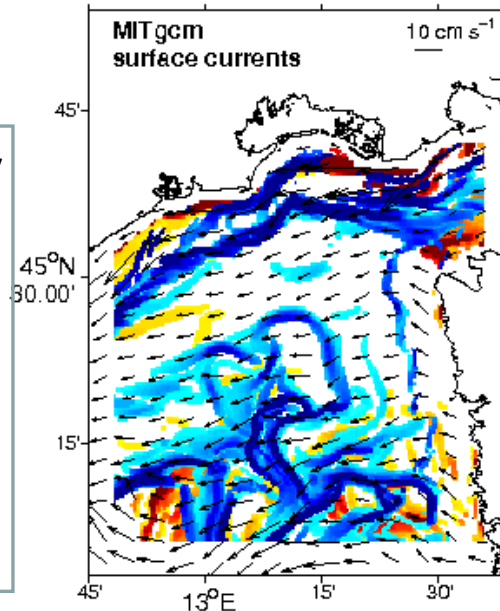 MITgcm
surface currents
10 cm s⁻¹
45'
45°N
30.00'
15'
45'
13°E
15'
30'